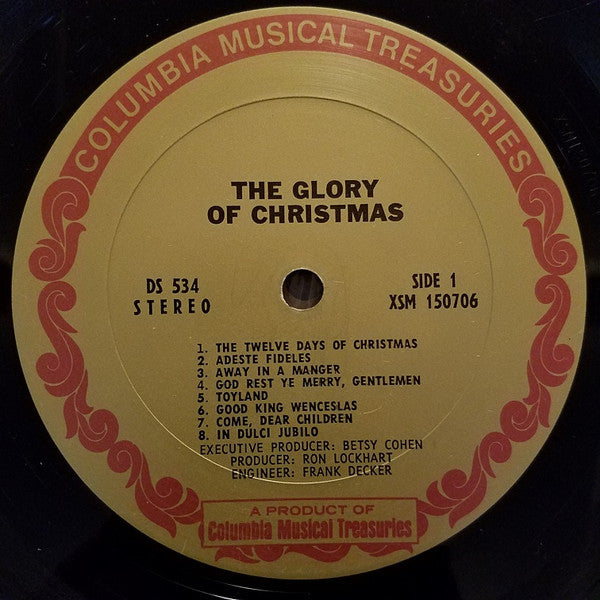 COLUMBIA MUSICAL TREASURIES
THE GLORY
OF CHRISTMAS
DS 534
STEREO
SIDE 1
XSM 150706
1. THE TWELVE DAYS OF CHRISTMAS
2. ADESTE FIDELES
3. AWAY IN A MANGER
4. GOD REST YE MERRY, GENTLEMEN
5. TOYLAND
6. GOOD KING WENCESLAS
7. COME, DEAR CHILDREN
8. IN DULCI JUBILO
EXECUTIVE PRODUCER: BETSY COHEN
PRODUCER: RON LOCKHART
ENGINEER: FRANK DECKER
A PRODUCT OF
Columbia Musical Treasuries